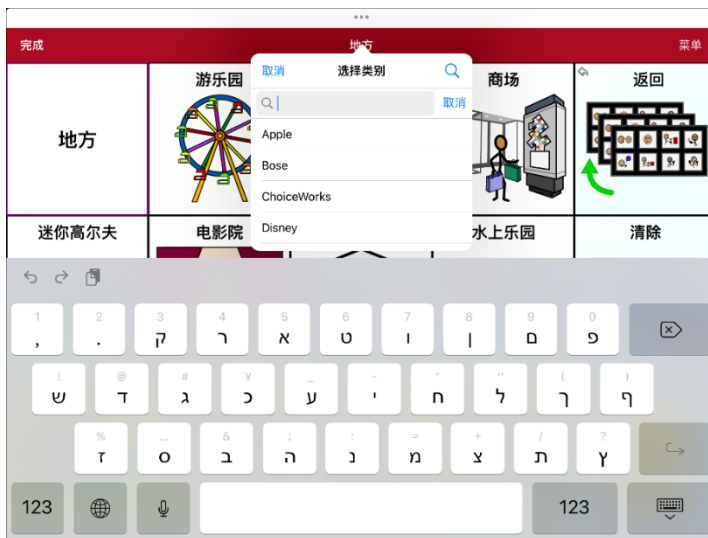 完成 地方 菜单
取消 选择类别
取消
Apple
Bose
ChoiceWorks
Disney
地方 游乐园 商场 返回
迷你高尔夫 电影院 水上乐园 清除
1 2 3 4 5 6 7 8 9 0
, . ק ר א ט ו ן ם פ
! @ # ¥ _ - ' " ( )
ש ד ג כ ע י ח ל ך ף
% ... & ; : = + / ?
ז ס ב ה נ מ צ ת ץ
123 123